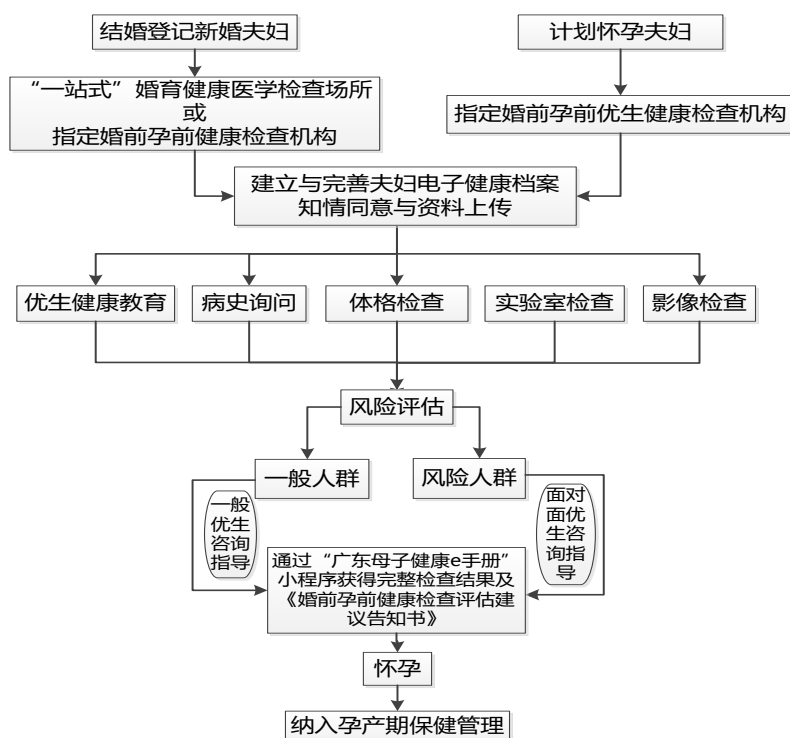 结婚登记新婚夫妇
计划怀孕夫妇
“一站式”婚育健康医学检查场所
或
指定婚前孕前健康检查机构
指定婚前孕前优生健康检查机构
建立与完善夫妇电子健康档案
知情同意与资料上传
优生健康教育
病史询问
体格检查
实验室检查
影像检查
风险评估
一般人群
风险人群
一般
优生
咨询
指导
面对
面优
生咨
询指
导
通过“广东母子健康e手册”
小程序获得完整检查结果及
《婚前孕前健康检查评估建
议告知书》
怀孕
纳入孕产期保健管理